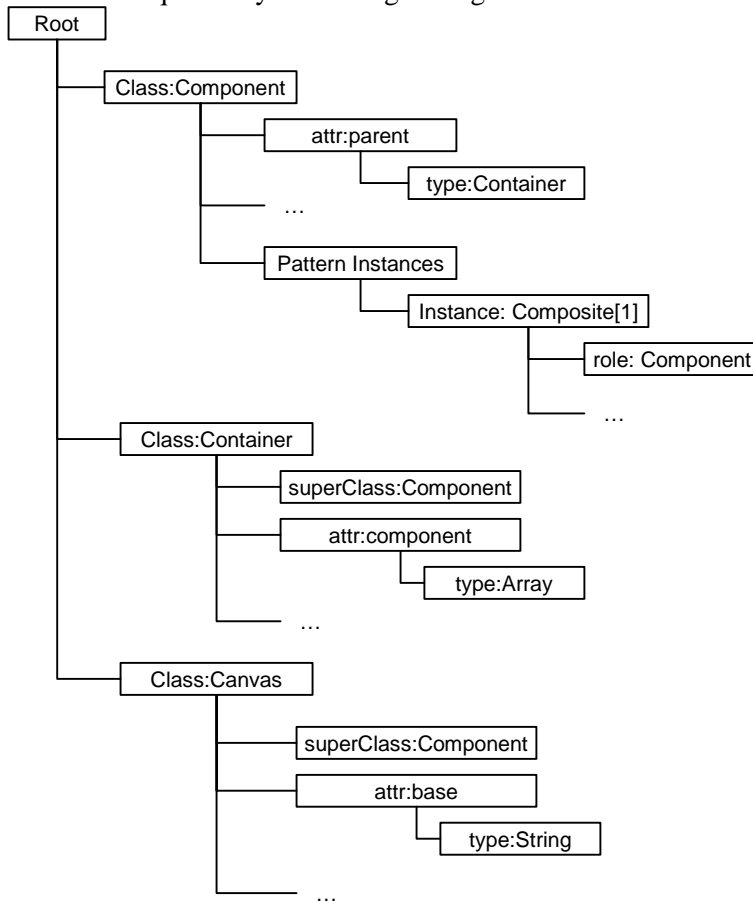 Root
Class:Component
attr:parent
type:Container
…
Pattern Instances
Instance: Composite[1]
role: Component
…
Class:Container
superClass:Component
attr:component
type:Array
…
Class:Canvas
superClass:Component
attr:base
type:String
…